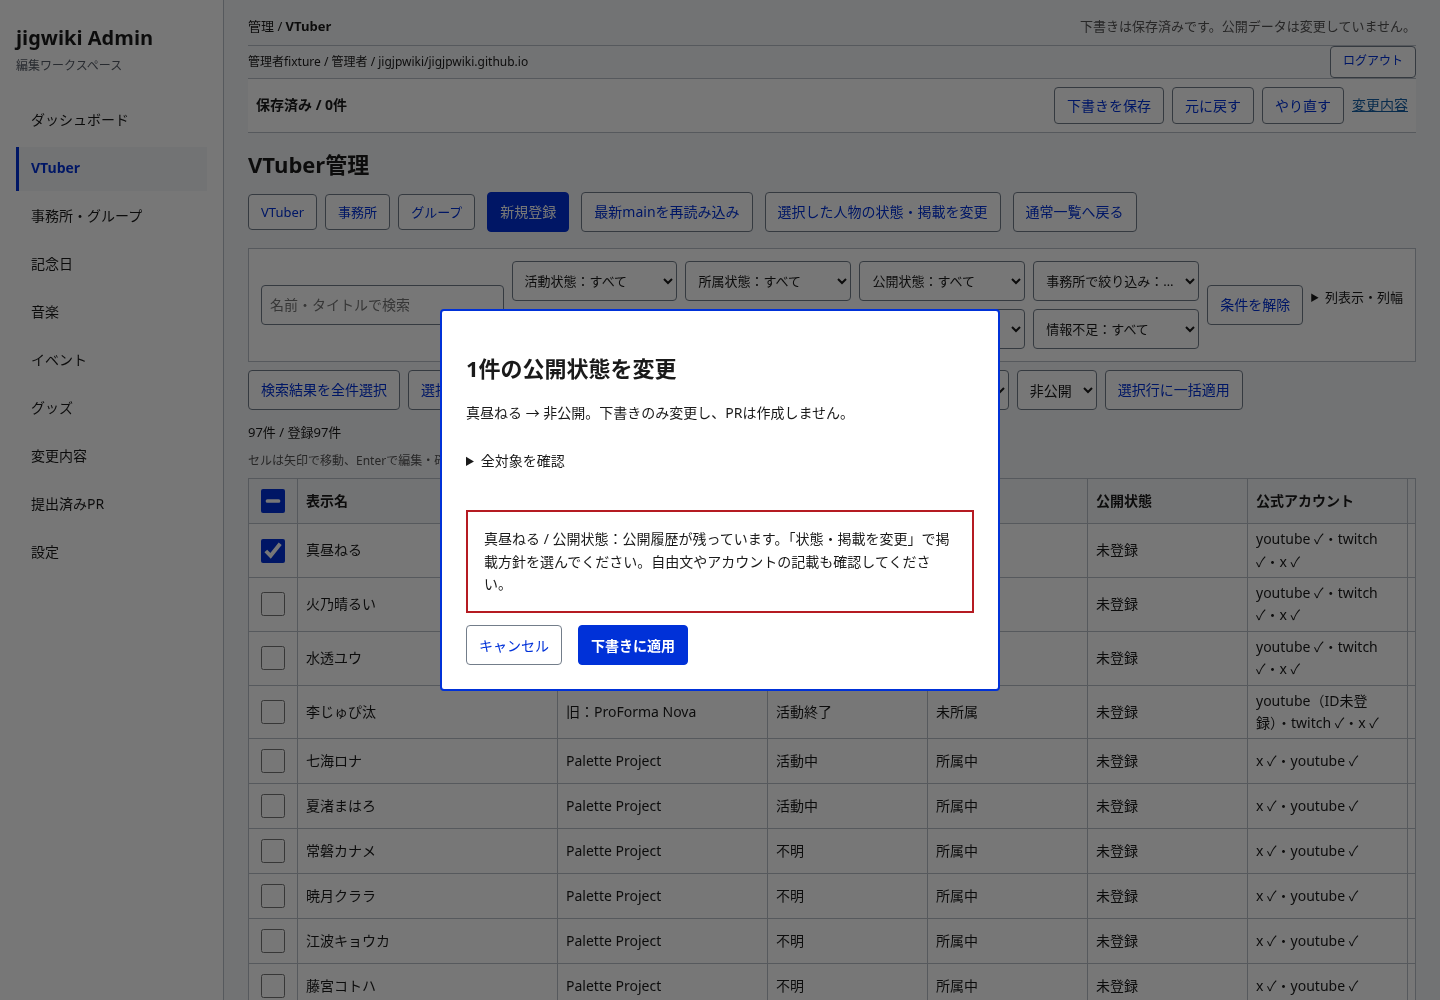 jigwiki Admin
編集ワークスペース
ダッシュボード
VTuber
事務所・グループ
記念日
音楽
イベント
グッズ
変更内容
提出済みPR
設定
管理 / VTuber
下書きは保存済みです。公開データは変更していません。
管理者fixture / 管理者 / jigjpwiki/jigjpwiki.github.io
ログアウト
保存済み / 0件
下書きを保存
元に戻す
やり直す
変更内容
VTuber管理
VTuber
事務所
グループ
新規登録
最新mainを再読み込み
選択した人物の状態・掲載を変更
通常一覧へ戻る
名前・タイトルで検索
活動状態：すべて
所属状態：すべて
公開状態：すべて
事務所で絞り込み：...
情報不足：すべて
条件を解除
▶ 列表示・列幅
検索結果を全件選択
選
非公開
選択行に一括適用
97件 / 登録97件
セルは矢印で移動、Enterで編集・
1件の公開状態を変更
真昼ねる → 非公開。下書きのみ変更し、PRは作成しません。
▶ 全対象を確認
真昼ねる / 公開状態：公開履歴が残っています。「状態・掲載を変更」で掲
載方針を選んでください。自由文やアカウントの記載も確認してくださ
い。
キャンセル
下書きに適用
表示名
公開状態
公式アカウント
真昼ねる
未登録
youtube ✓・twitch
✓・x ✓
火乃晴るい
未登録
youtube ✓・twitch
✓・x ✓
水透ユウ
未登録
youtube ✓・twitch
✓・x ✓
李じゅぴ汰
旧：ProForma Nova
活動終了
未所属
未登録
youtube（ID未登
録）・twitch ✓・x ✓
七海ロナ
Palette Project
活動中
所属中
未登録
x ✓・youtube ✓
夏渚まはろ
Palette Project
活動中
所属中
未登録
x ✓・youtube ✓
常磐カナメ
Palette Project
不明
所属中
未登録
x ✓・youtube ✓
暁月クララ
Palette Project
不明
所属中
未登録
x ✓・youtube ✓
江波キョウカ
Palette Project
不明
所属中
未登録
x ✓・youtube ✓
藤宮コトハ
Palette Project
不明
所属中
未登録
x ✓・youtube ✓